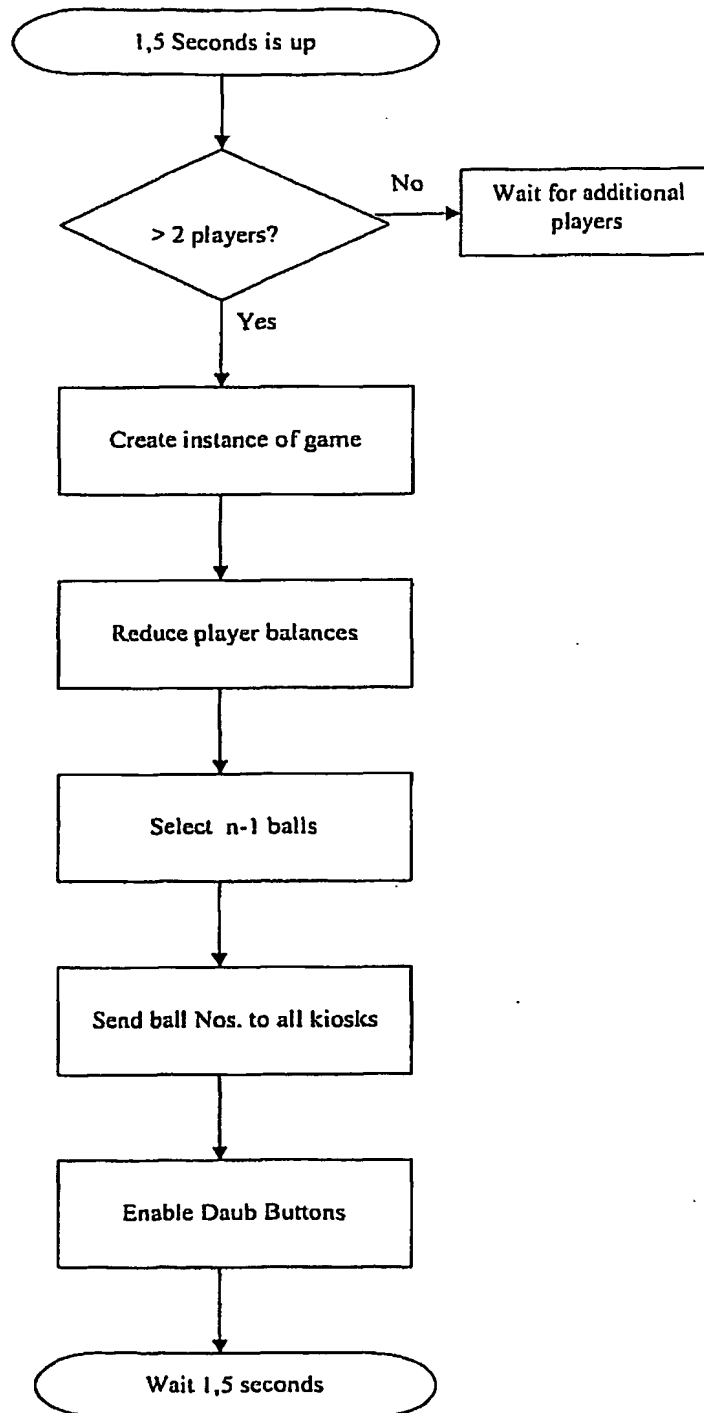 1,5 Seconds is up
> 2 players?
No
Wait for additional
players
Yes
Create instance of game
Reduce player balances
Select n-1 balls
Send ball Nos. to all kiosks
Enable Daub Buttons
Wait 1,5 seconds